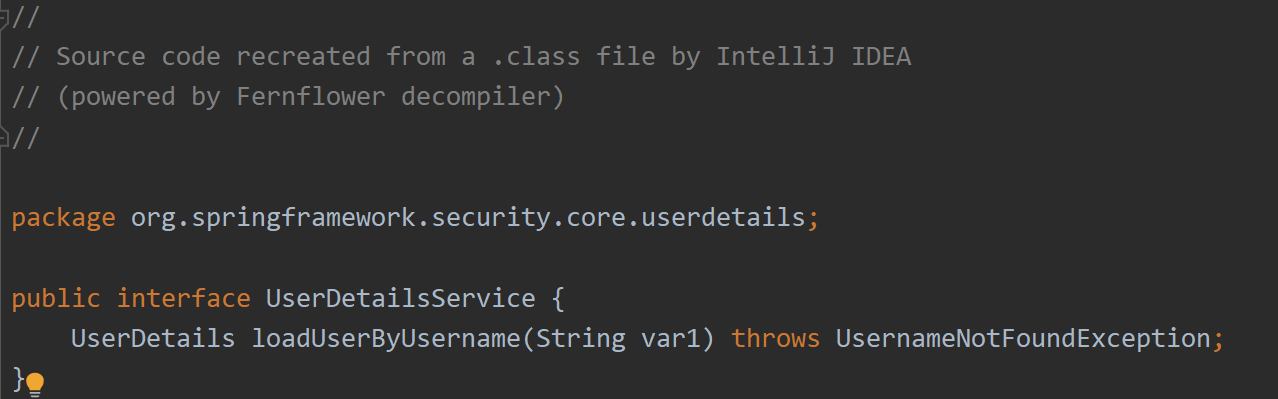 //
// Source code recreated from a .class file by IntelliJ IDEA
// (powered by Fernflower decompiler)
//
package org.springframework.security.core.userdetails;
public interface UserDetailsService {
    UserDetails loadUserByUsername(String var1) throws UsernameNotFoundException;
}